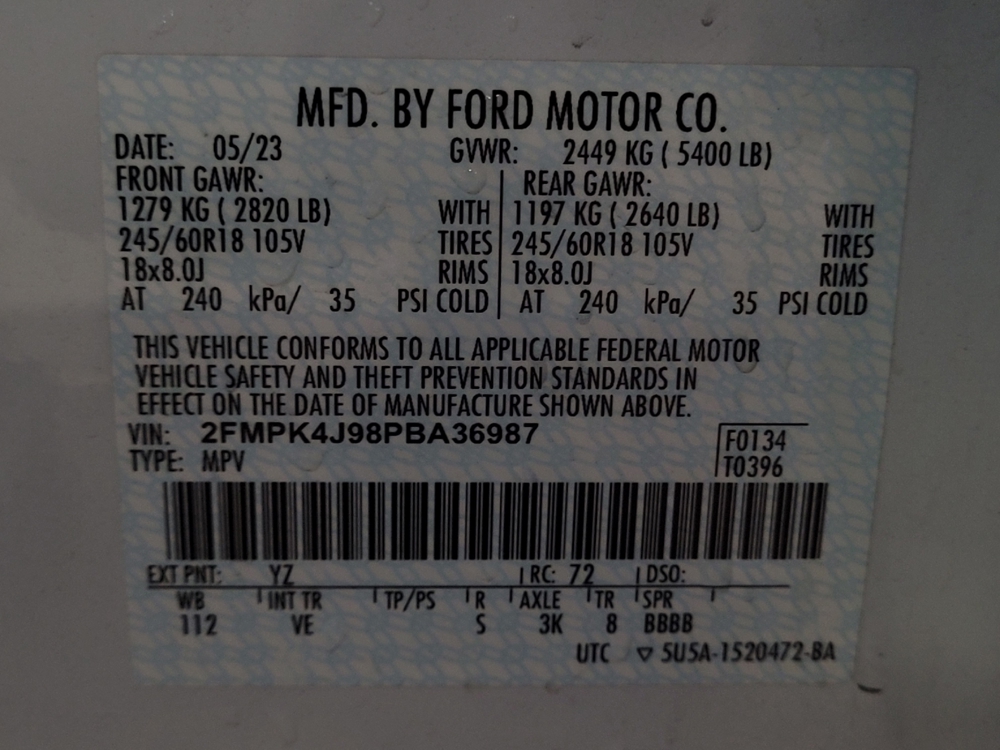 MFD. BY FORD MOTOR CO.
DATE: 05/23 GVWR: 2449 KG ( 5400 LB)
FRONT GAWR: REAR GAWR:
1279 KG ( 2820 LB) WITH 1197 KG ( 2640 LB) WITH
245/60R18 105V TIRES 245/60R18 105V TIRES
18x8.0J RIMS 18x8.0J RIMS
AT 240 kPa/ 35 PSI COLD AT 240 kPa/ 35 PSI COLD
THIS VEHICLE CONFORMS TO ALL APPLICABLE FEDERAL MOTOR
VEHICLE SAFETY AND THEFT PREVENTION STANDARDS IN
EFFECT ON THE DATE OF MANUFACTURE SHOWN ABOVE.
VIN: 2FMPK4J98PBA36987 F0134
TYPE: MPV T0396
EXT PNT: YZ RC: 72 DSO:
WB INT TR TP/PS R AXLE TR SPR
112 VE S 3K 8 BBBB
UTC ▽ 5U5A-1520472-BA